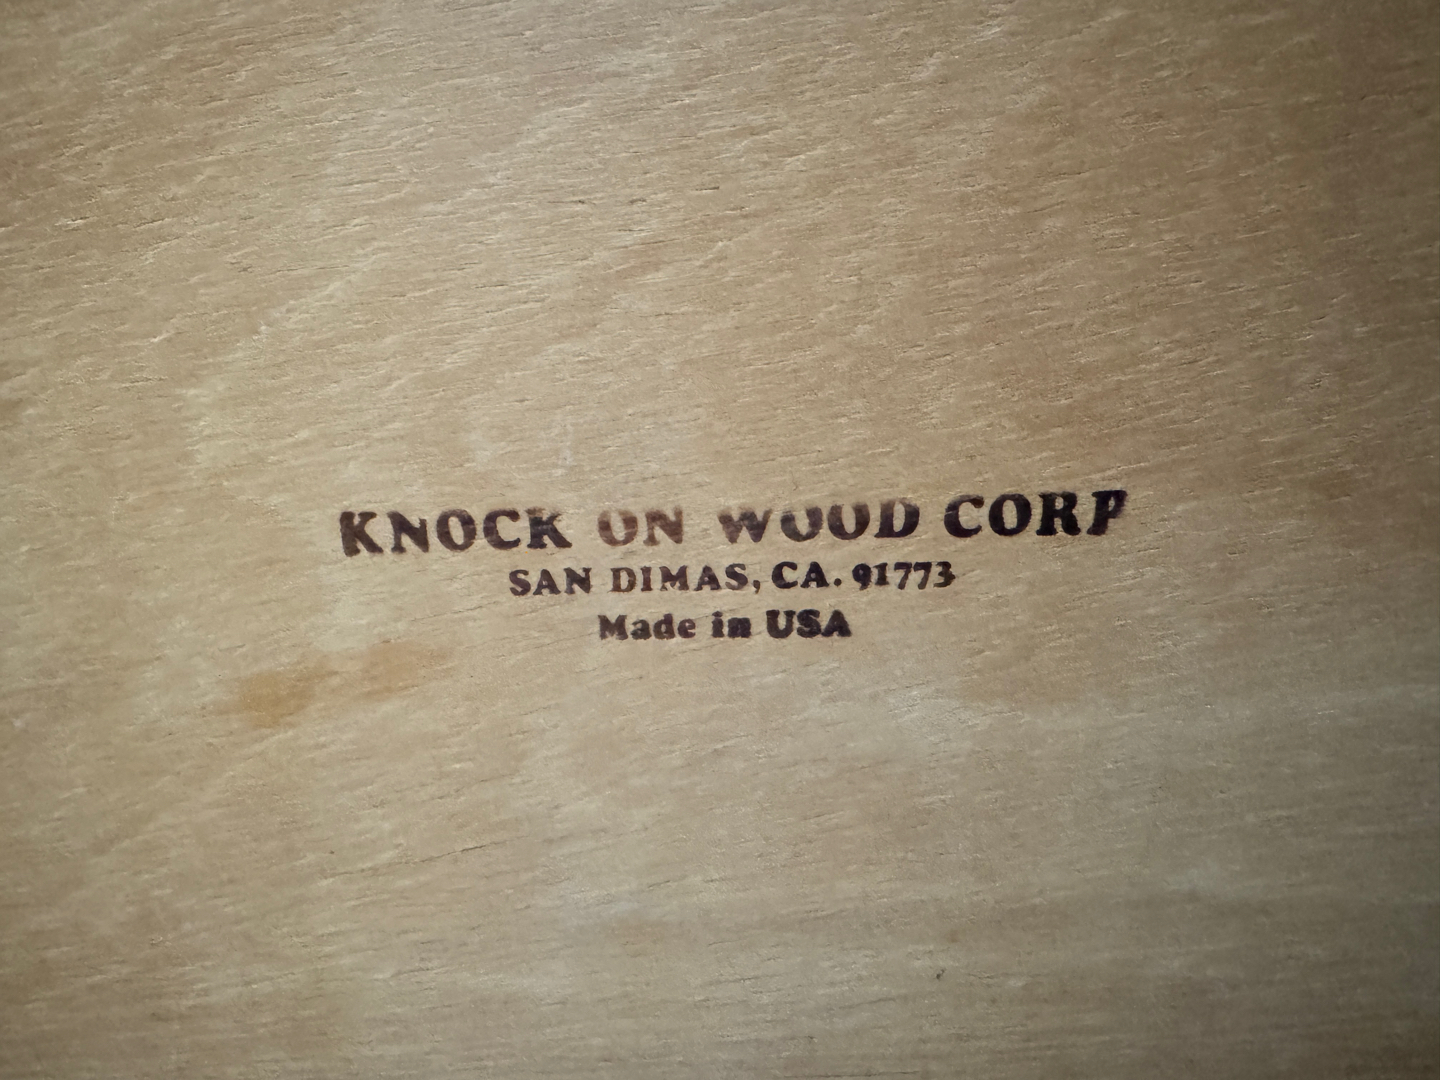 KNOCK ON WOOD CORP
SAN DIMAS, CA. 91773
Made in USA